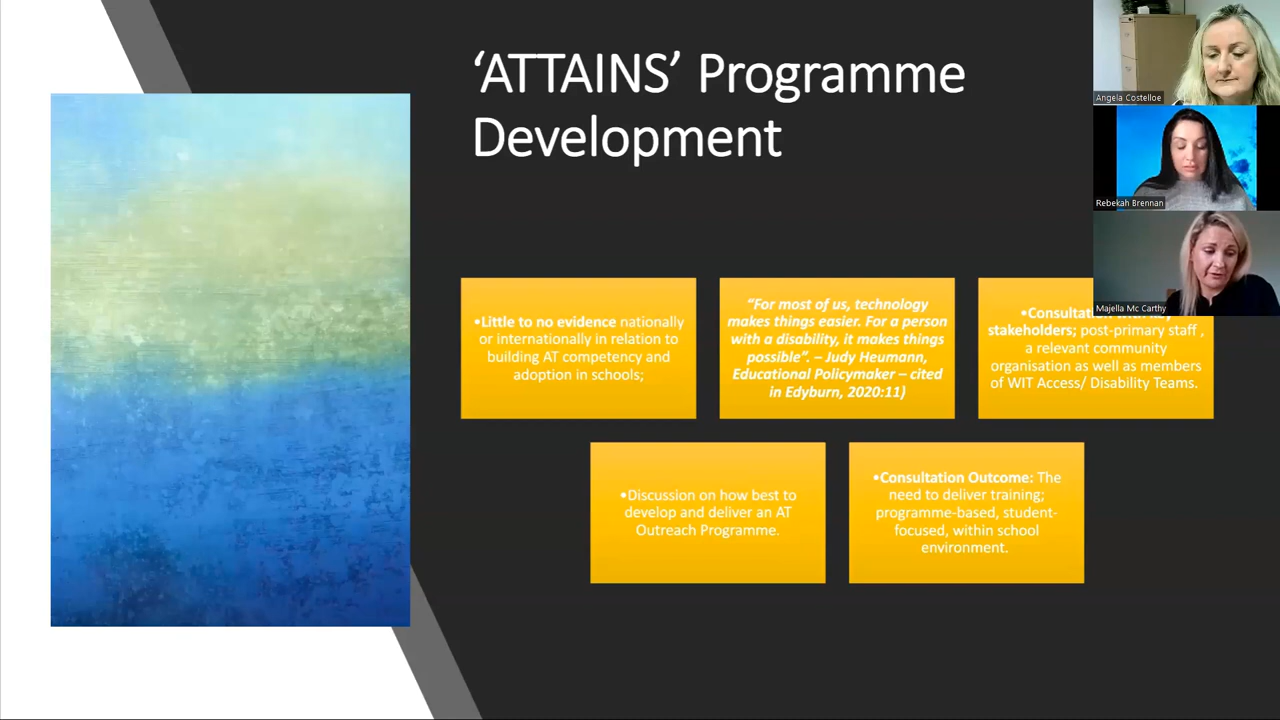 ‘ATTAINS’ Programme
Development
•Little to no evidence nationally
or internationally in relation to
building AT competency and
adoption in schools;
“For most of us, technology
makes things easier. For a person
with a disability, it makes things
possible”. – Judy Heumann,
Educational Policymaker – cited
in Edyburn, 2020:11)
stakeholders; post-primary staff ,
a relevant community
organisation as well as members
of WIT Access/ Disability Teams.
•Discussion on how best to
develop and deliver an AT
Outreach Programme.
•Consultation Outcome: The
need to deliver training;
programme-based, student-
focused, within school
environment.
Angela Costelloe
Rebekah Brennan
Majella Mc Carthy